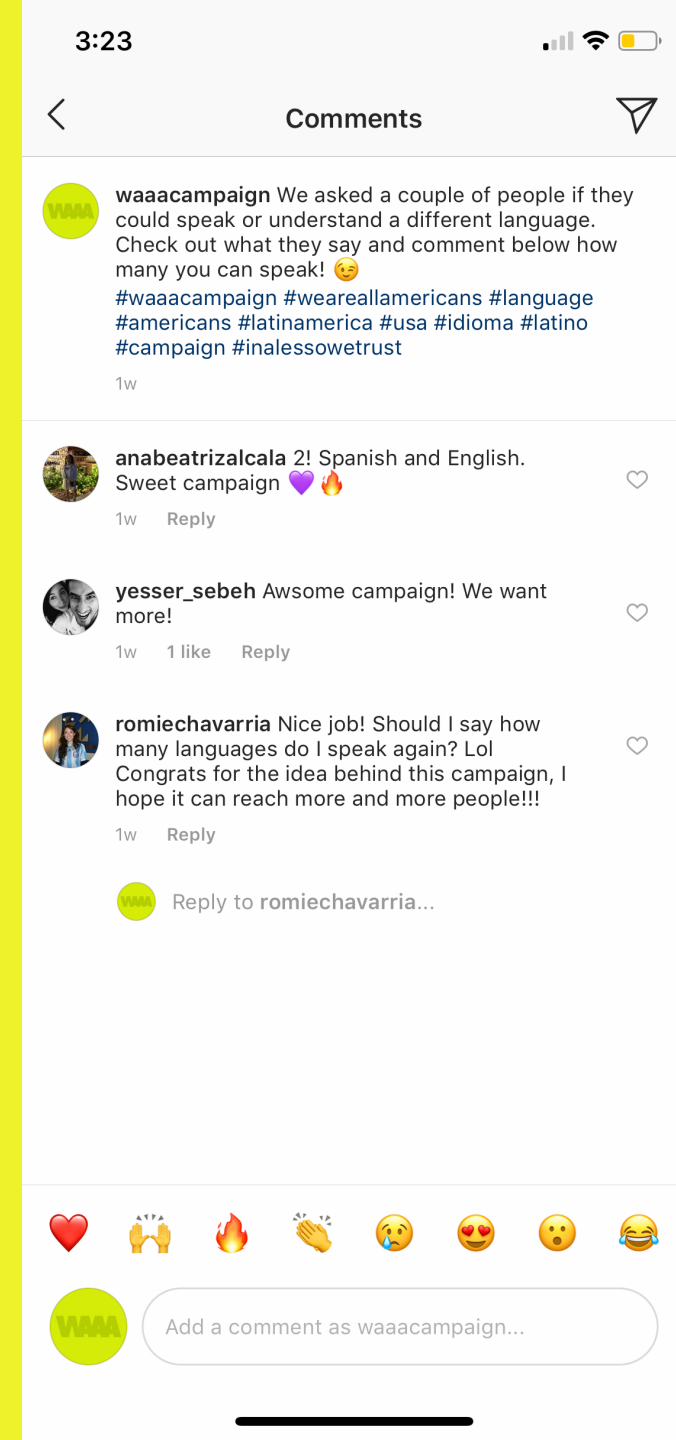 3:23
Comments
WAAA
waaacampaign We asked a couple of people if they
could speak or understand a different language.
Check out what they say and comment below how
many you can speak! 😉
#waaacampaign #weareallamericans #language
#americans #latinamerica #usa #idioma #latino
#campaign #inalessowetrust
1w
anabeatrizalcala 2! Spanish and English.
Sweet campaign 💜🔥
1w Reply
yesser_sebeh Awsome campaign! We want
more!
1w 1 like Reply
romiechavarria Nice job! Should I say how
many languages do I speak again? Lol
Congrats for the idea behind this campaign, I
hope it can reach more and more people!!!
1w Reply
WAAA Reply to romiechavarria...
❤️ 🙌 🔥 👏 😢 😍 😮 😂
WAAA Add a comment as waaacampaign...